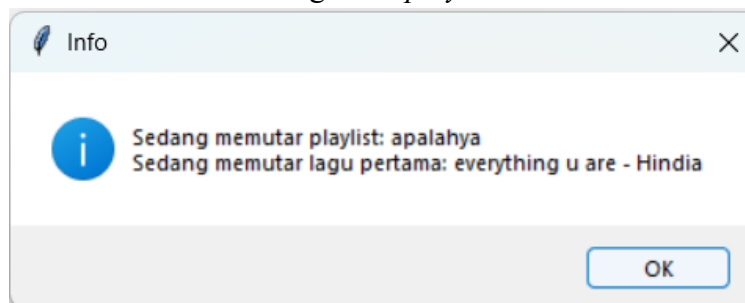 Info
Sedang memutar playlist: apalahya
Sedang memutar lagu pertama: everything u are - Hindia
OK